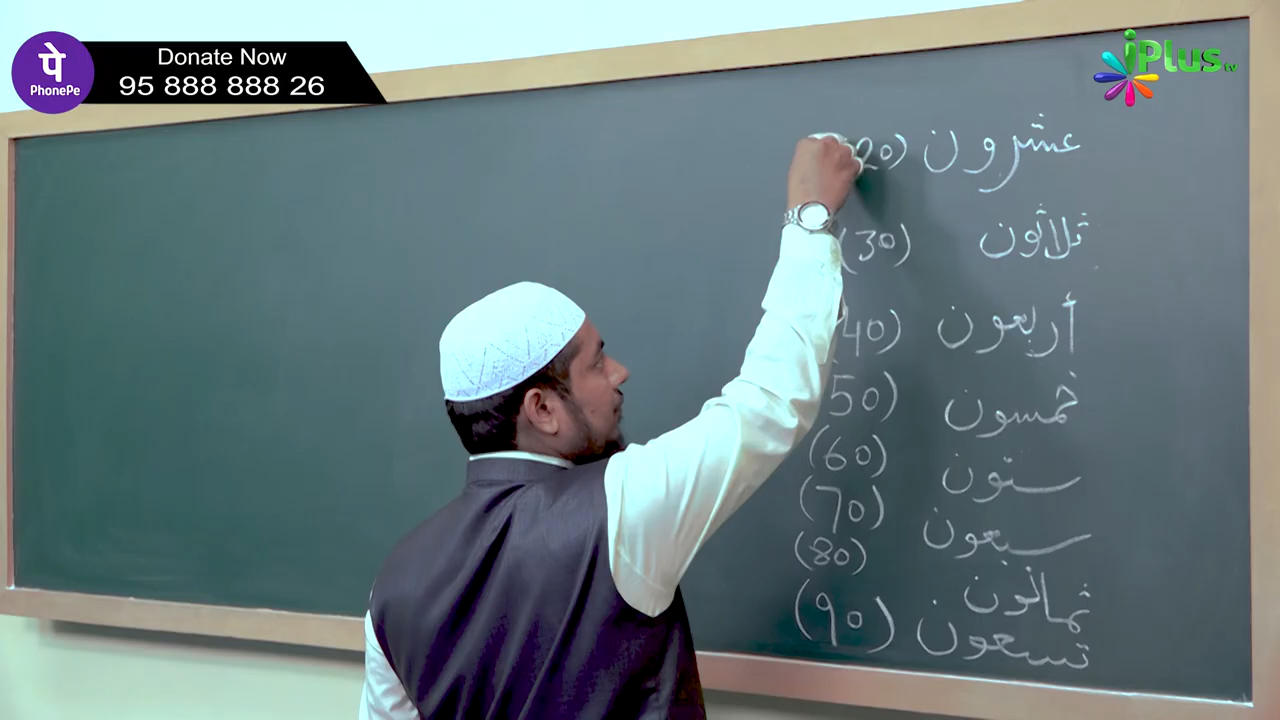 पे
PhonePe
Donate Now
95 888 888 26
iPlus tv
عشرون (20)
ثلاثون (30)
أربعون (40)
خمسون (50)
ستون (60)
سبعون (70)
ثمانون (80)
تسعون (90)